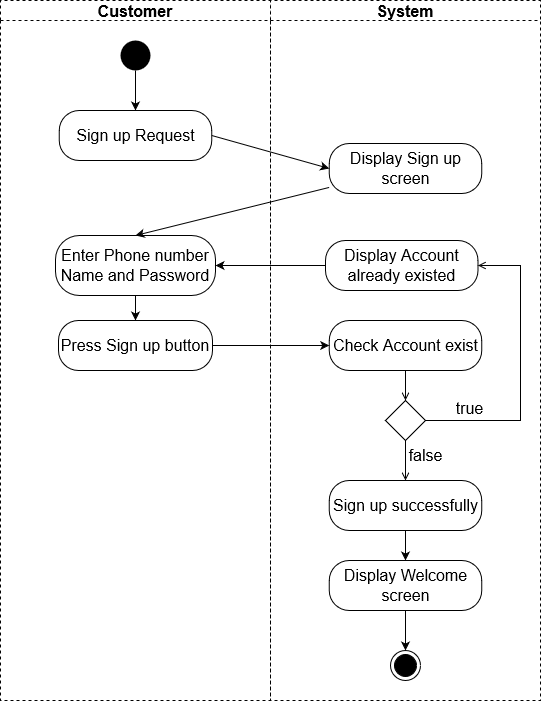 Customer
System
Sign up Request
Display Sign up
screen
Enter Phone number
Name and Password
Display Account
already existed
Press Sign up button
Check Account exist
true
false
Sign up successfully
Display Welcome
screen